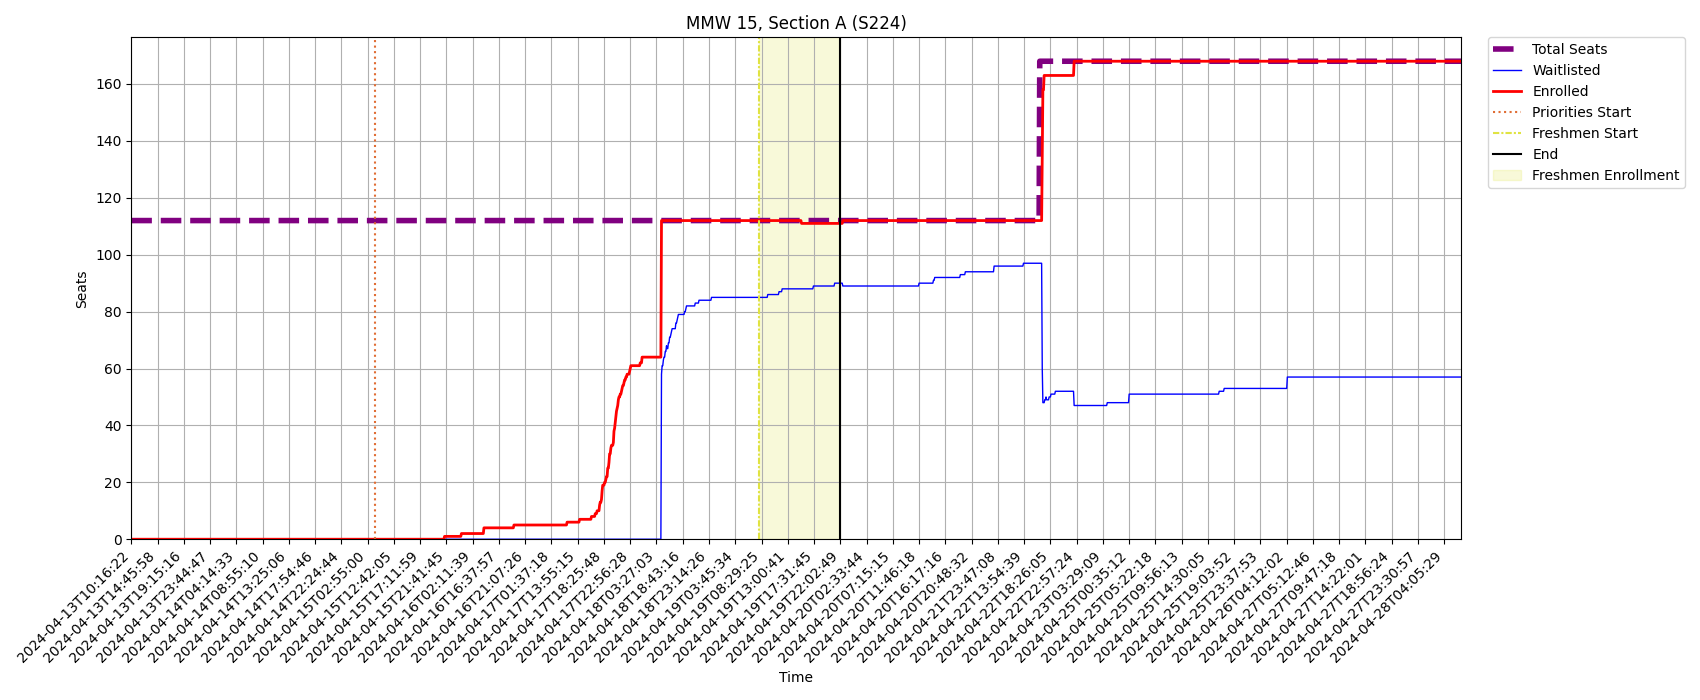 MMW 15, Section A (S224)
Total Seats
Waitlisted
Enrolled
Priorities Start
Freshmen Start
End
Freshmen Enrollment
Seats
160
140
120
100
80
60
40
20
0
2024-04-13T10:16:22
2024-04-13T14:45:58
2024-04-13T19:15:16
2024-04-13T23:44:47
2024-04-14T04:14:33
2024-04-14T08:55:10
2024-04-14T13:25:06
2024-04-14T17:54:46
2024-04-14T22:24:44
2024-04-15T02:55:00
2024-04-15T12:42:05
2024-04-15T17:11:59
2024-04-15T21:41:45
2024-04-16T02:11:39
2024-04-16T16:37:57
2024-04-16T21:07:26
2024-04-17T01:37:18
2024-04-17T13:55:15
2024-04-17T18:25:48
2024-04-17T22:56:28
2024-04-18T03:27:03
2024-04-18T18:43:16
2024-04-18T23:14:26
2024-04-19T03:45:34
2024-04-19T08:29:25
2024-04-19T13:00:41
2024-04-19T17:31:45
2024-04-19T22:02:49
2024-04-20T02:33:44
2024-04-20T07:15:15
2024-04-20T11:46:18
2024-04-20T16:17:16
2024-04-20T20:48:32
2024-04-21T23:47:08
2024-04-22T13:54:39
2024-04-22T18:26:05
2024-04-22T22:57:24
2024-04-23T03:29:09
2024-04-25T00:35:12
2024-04-25T05:22:18
2024-04-25T09:56:13
2024-04-25T14:30:05
2024-04-25T19:03:52
2024-04-25T23:37:53
2024-04-26T04:12:02
2024-04-27T05:12:46
2024-04-27T09:47:18
2024-04-27T14:22:01
2024-04-27T18:56:24
2024-04-27T23:30:57
2024-04-28T04:05:29
Time